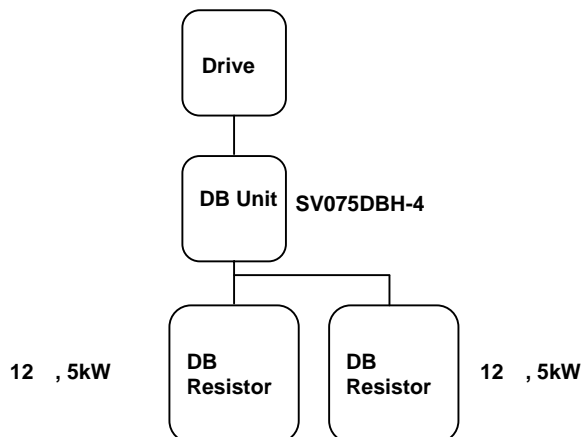 Drive
DB Unit
SV075DBH-4
12 , 5kW
DB
Resistor
DB
Resistor
12 , 5kW